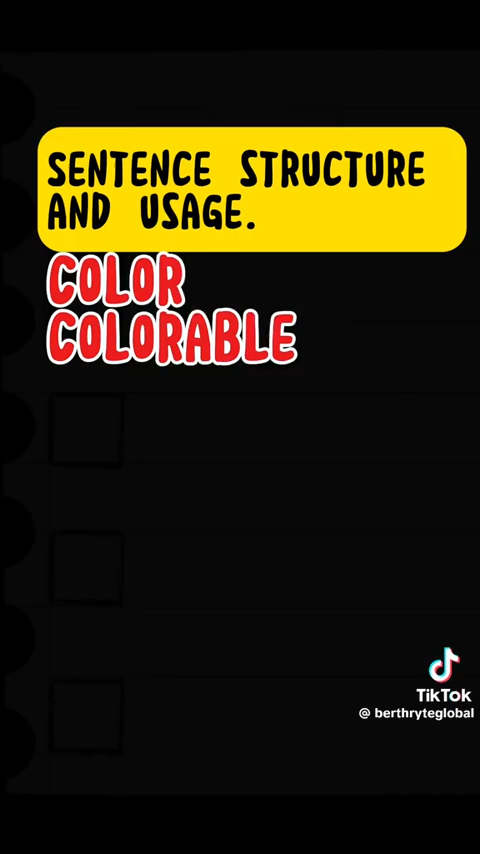 SENTENCE STRUCTURE
AND USAGE.
COLOR
COLORABLE
TikTok
@ berthryteglobal